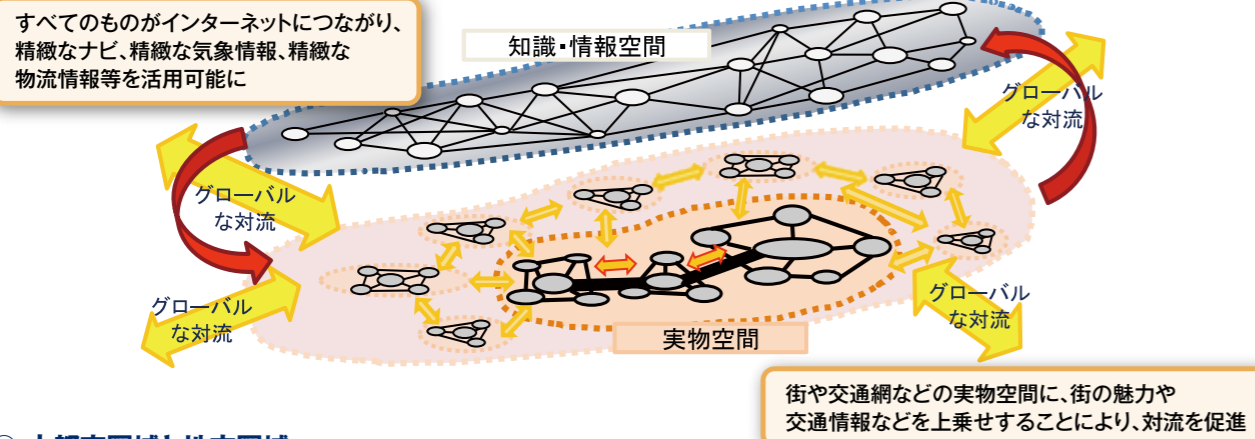 すべてのものがインターネットにつながり、
精緻なナビ、精緻な気象情報、精緻な
物流情報等を活用可能に
知識・情報空間
グローバル
な対流
グローバル
な対流
グローバル
な対流
グローバル
な対流
実物空間
街や交通網などの実物空間に、街の魅力や
交通情報などを上乗せすることにより、対流を促進